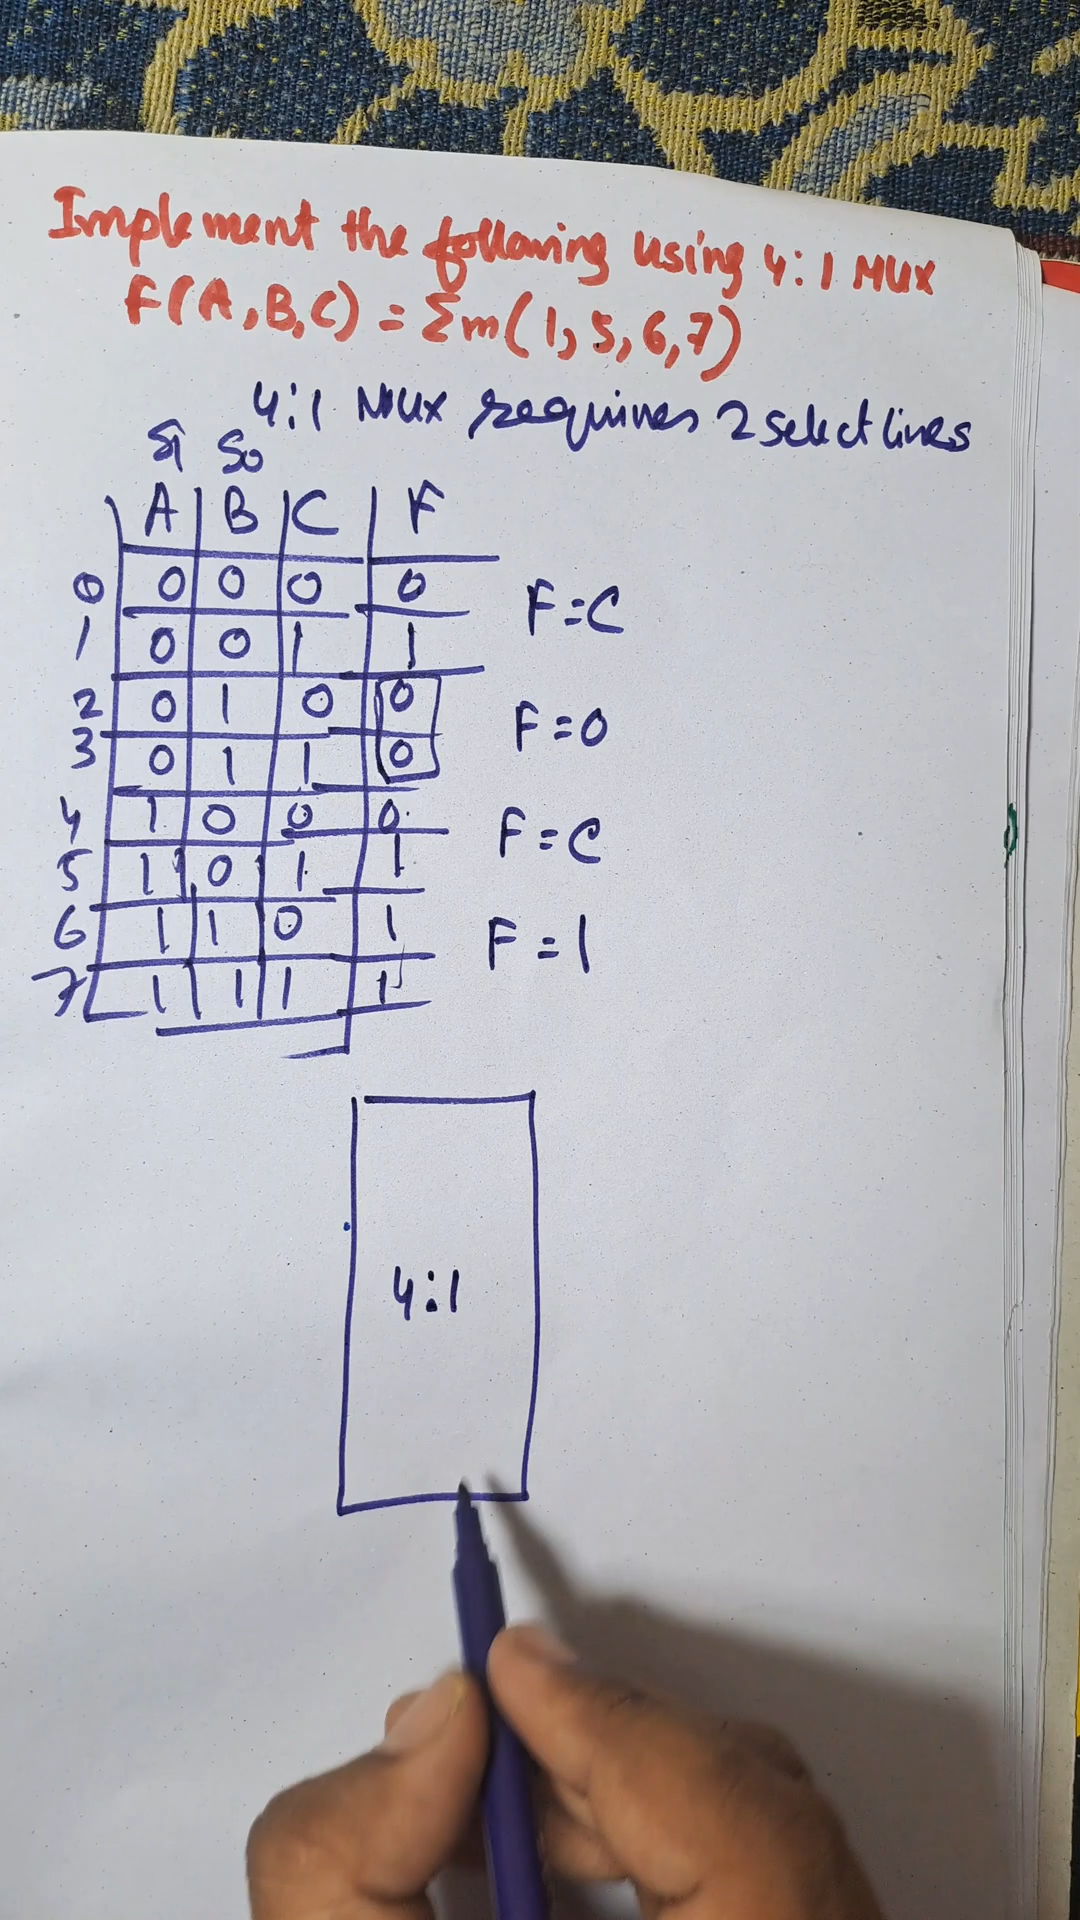 Implement the following using 4:1 MUX
F(A,B,C) = Σm(1,5,6,7)
4:1 MUX requires 2 select lines
S1 S0
A B C F
0 0 0 0 0 F=C
1 0 0 1 1
2 0 1 0 0 F=0
3 0 1 1 0
4 1 0 0 0 F=C
5 1 0 1 1
6 1 1 0 1 F=1
7 1 1 1 1
4:1